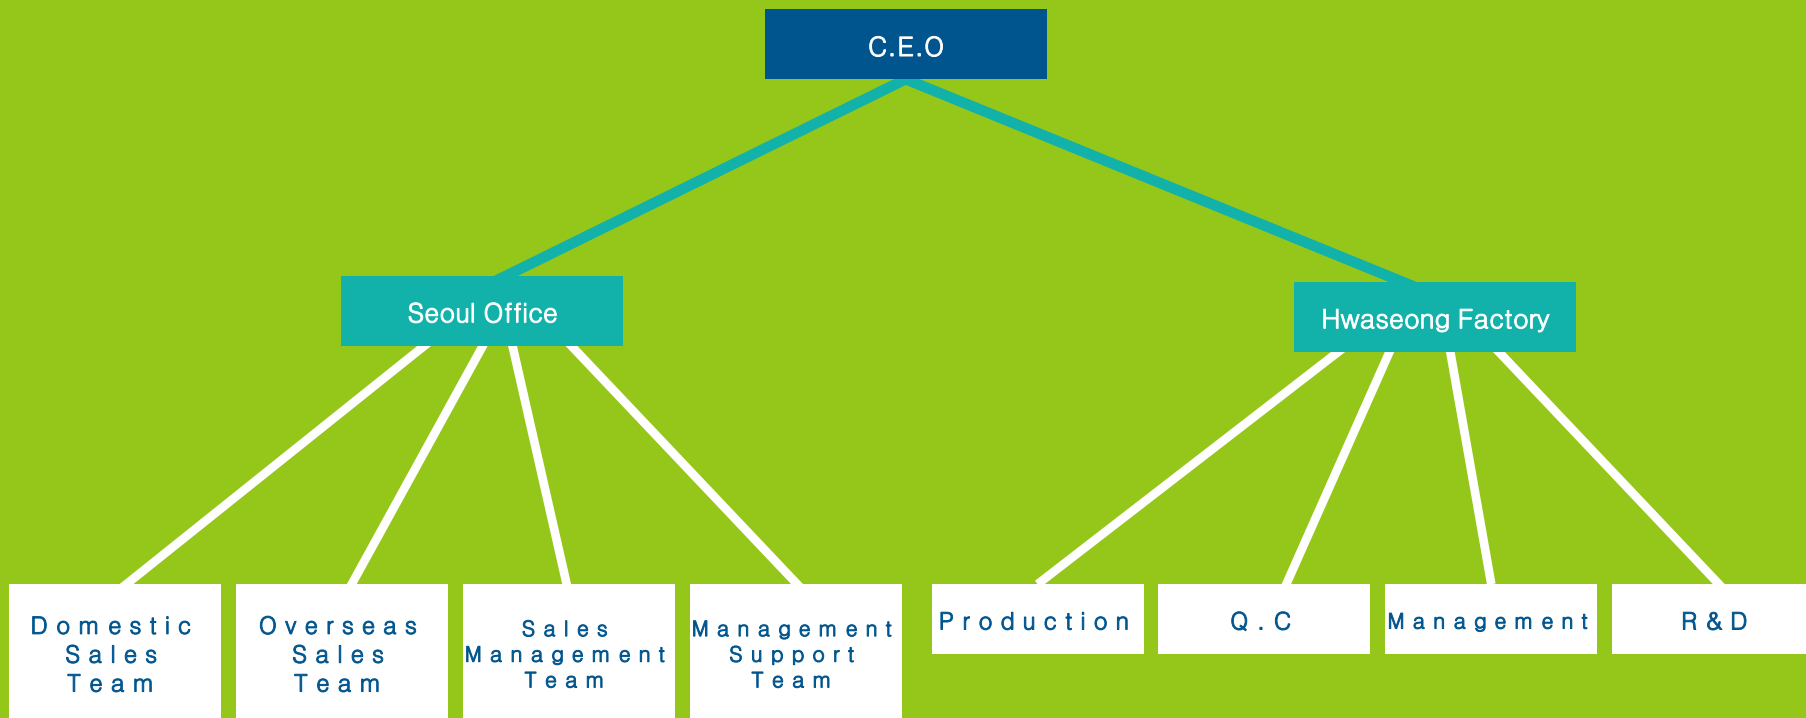 C.E.O
Seoul Office
Hwaseong Factory
Domestic
Sales
Team
Overseas
Sales
Team
Sales
Management
Team
Management
Support
Team
Production
Q.C
Management
R&D